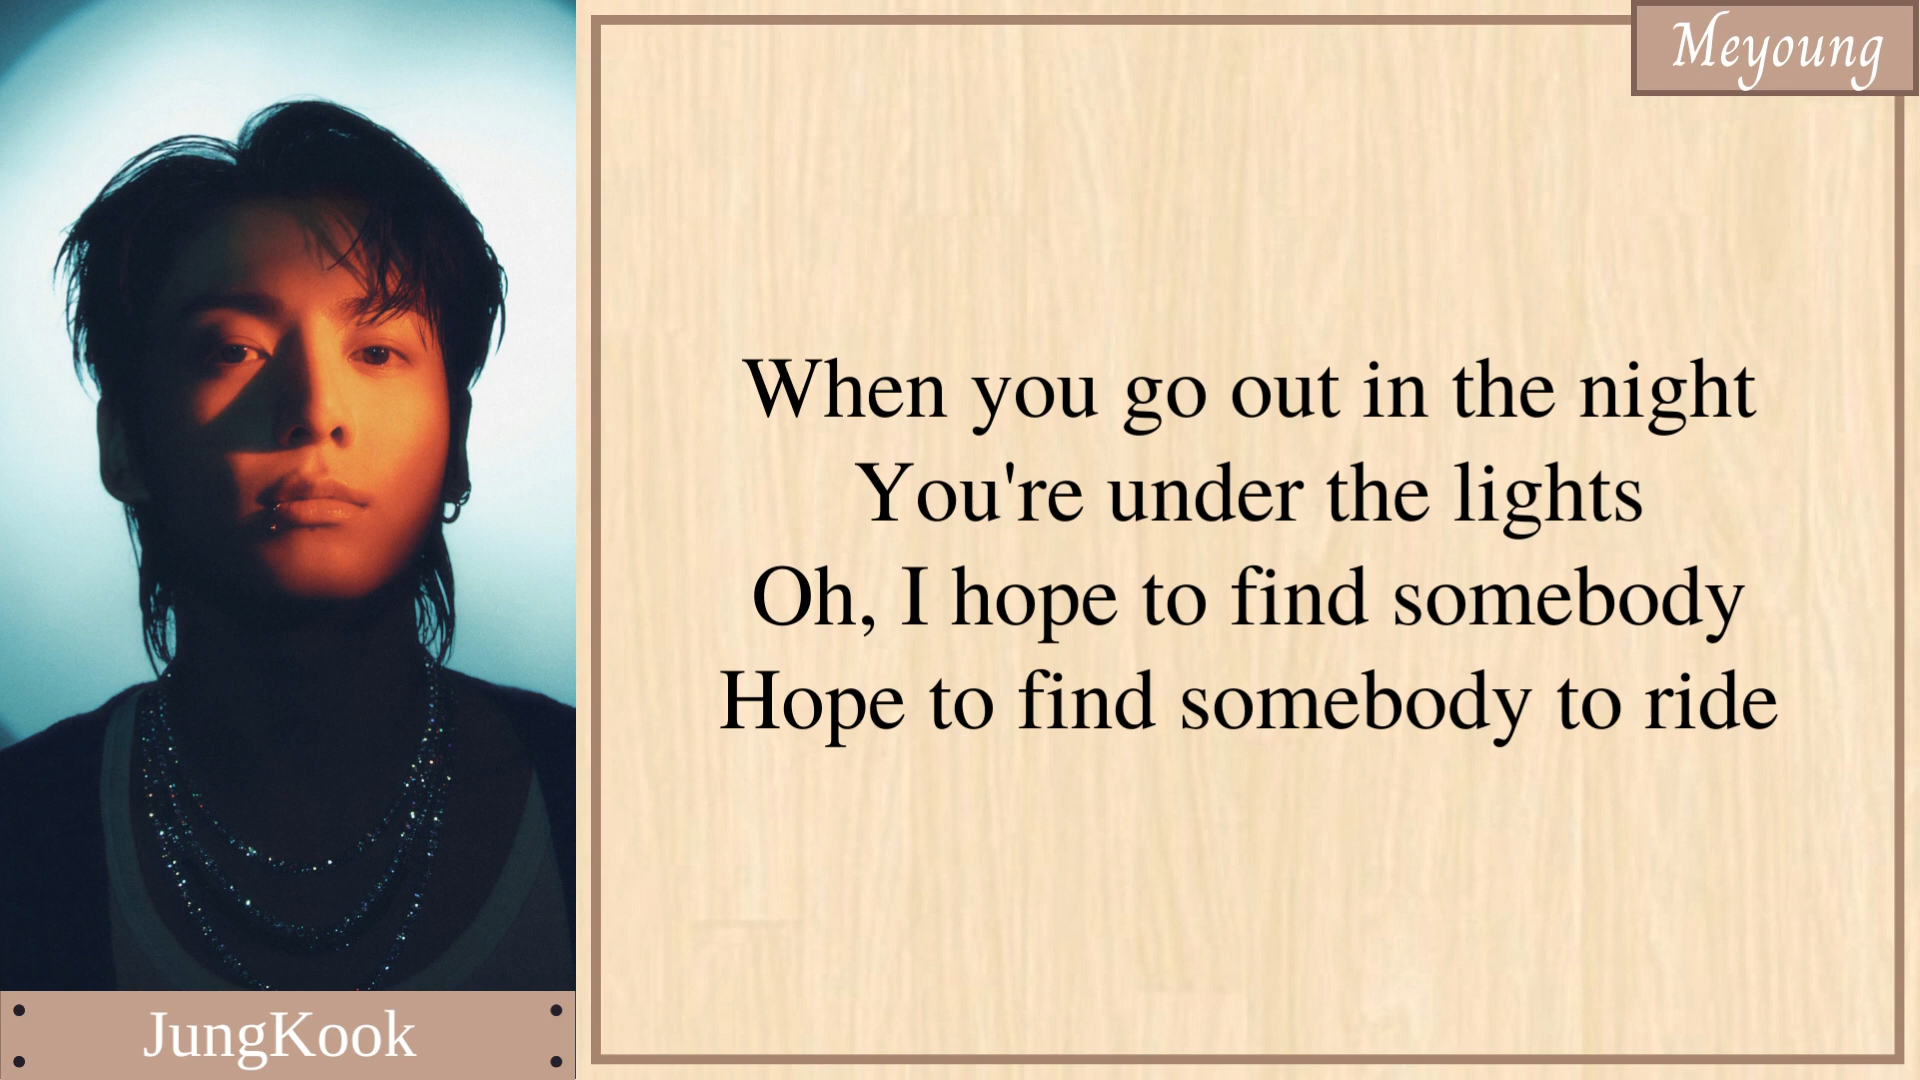 Meyoung
When you go out in the night
You're under the lights
Oh, I hope to find somebody
Hope to find somebody to ride
JungKook